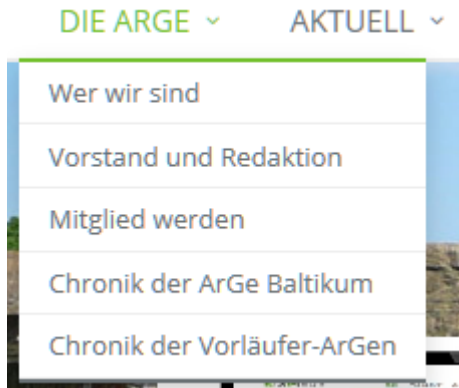 DIE ARGE AKTUELL
Wer wir sind
Vorstand und Redaktion
Mitglied werden
Chronik der ArGe Baltikum
Chronik der Vorläufer-ArGen